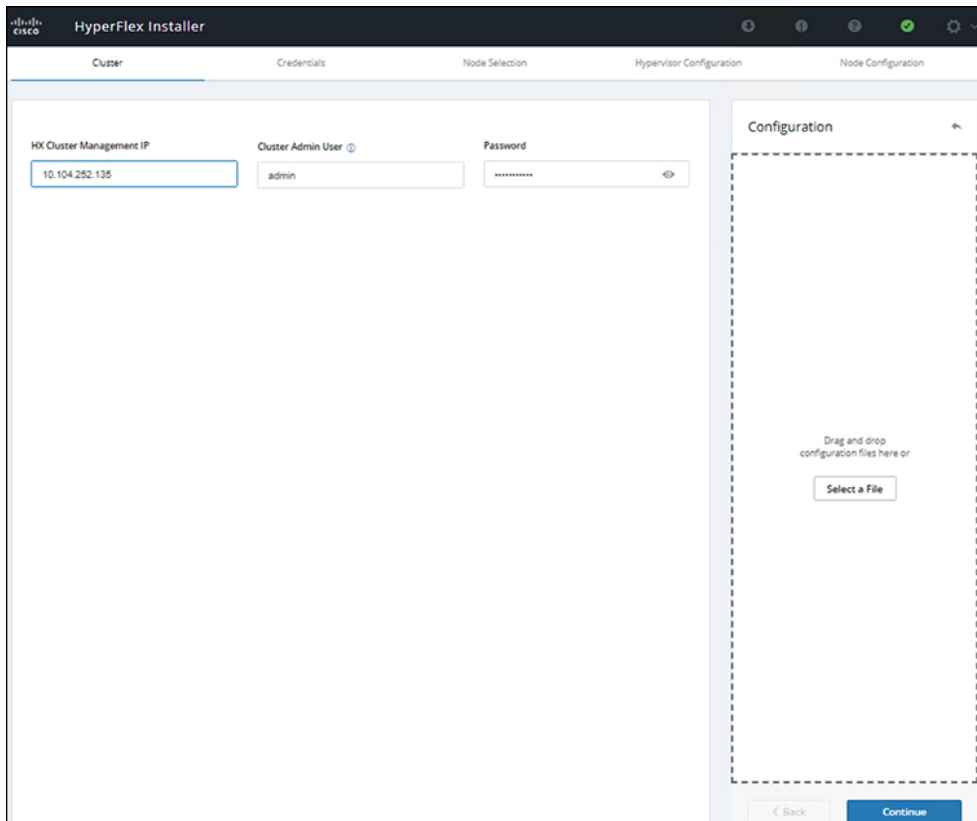 CISCO
HyperFlex Installer
Cluster
Credentials
Node Selection
Hypervisor Configuration
Node Configuration
HX Cluster Management IP
10.104.252.135
Cluster Admin User
admin
Password
•••••••••••
Configuration
Drag and drop
configuration files here or
Select a File
< Back
Continue